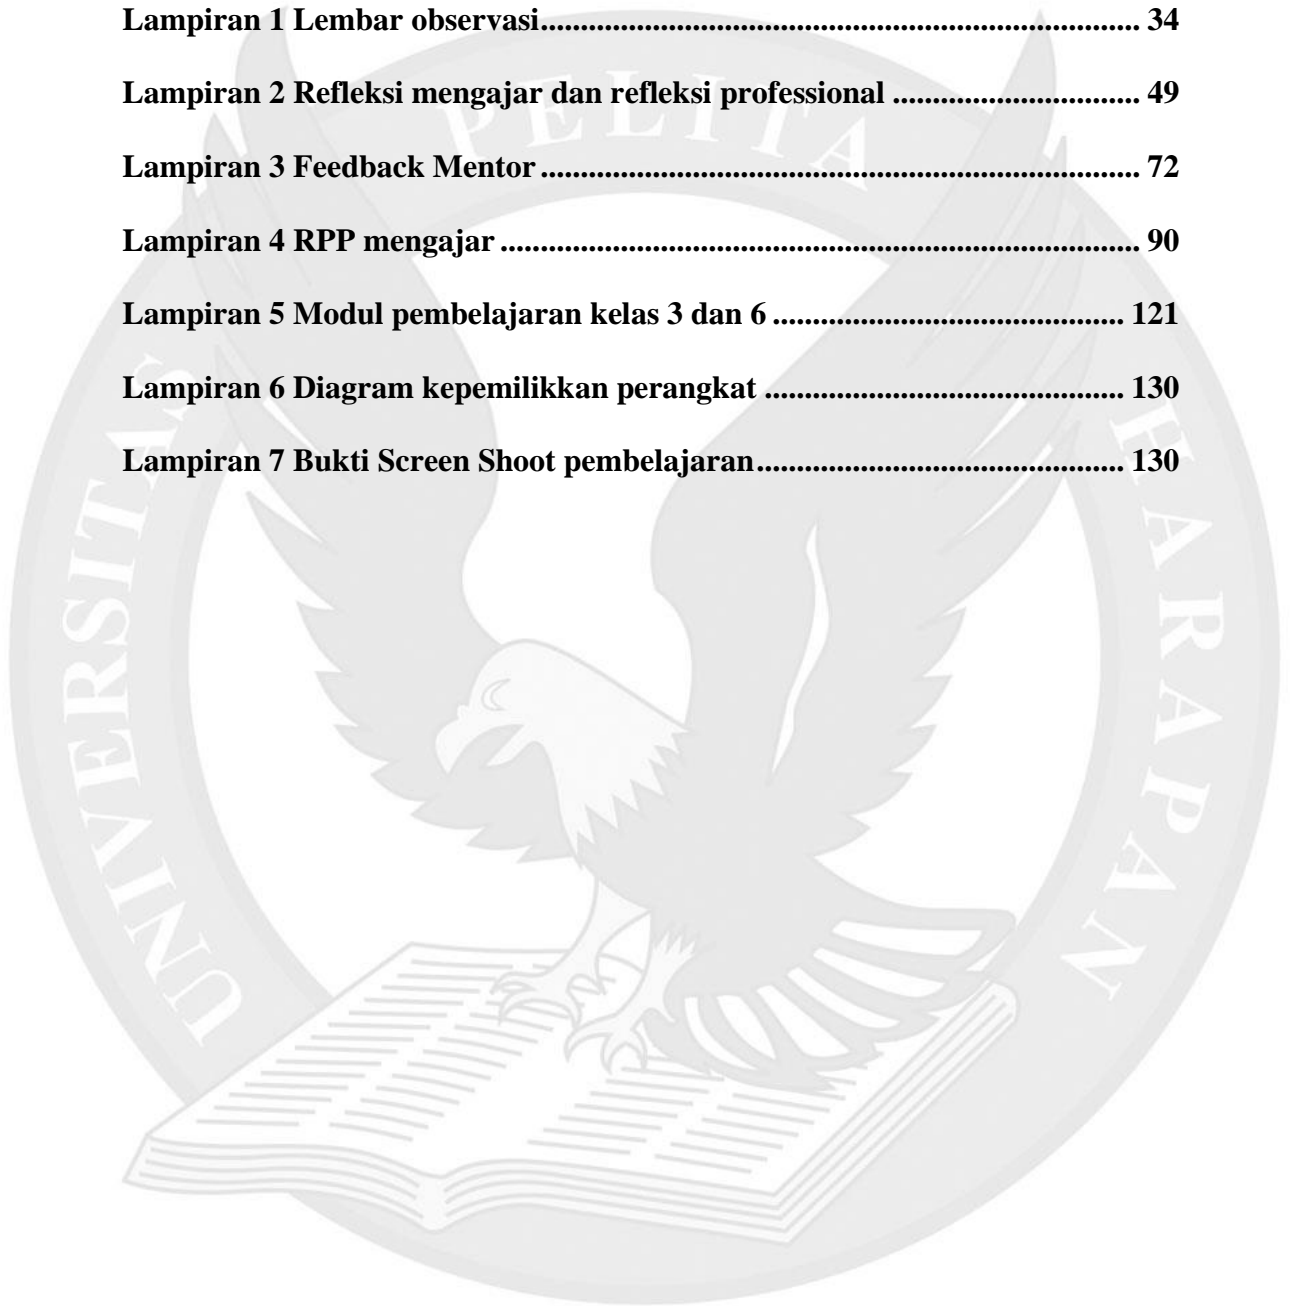 Lampiran 1 Lembar observasi.......................................................................... 34
Lampiran 2 Refleksi mengajar dan refleksi professional ............................... 49
Lampiran 3 Feedback Mentor .......................................................................... 72
Lampiran 4 RPP mengajar ............................................................................... 90
Lampiran 5 Modul pembelajaran kelas 3 dan 6 ............................................ 121
Lampiran 6 Diagram kepemilikkan perangkat ............................................. 130
Lampiran 7 Bukti Screen Shoot pembelajaran.............................................. 130
UNIVERSITAS PELITA HARAPAN